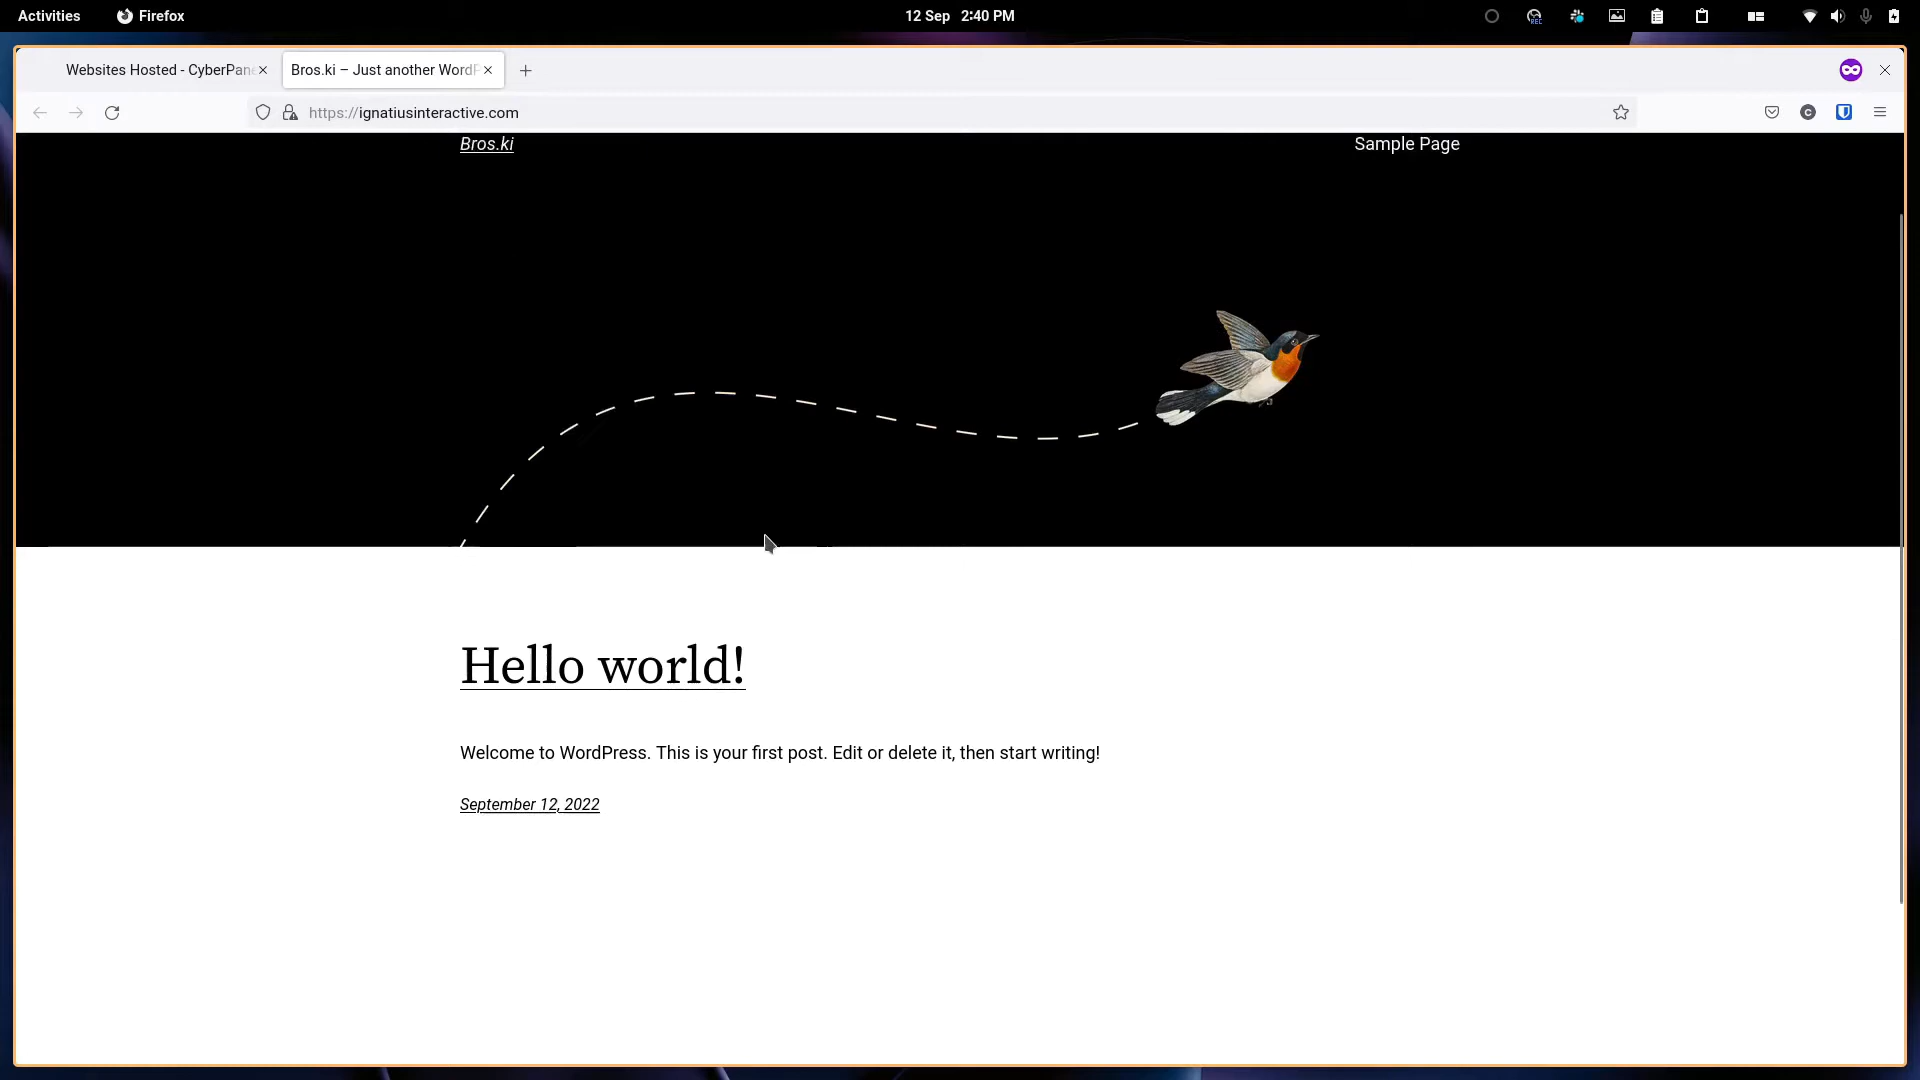 Activities Firefox 12 Sep 2:40 PM
Websites Hosted - CyberPane Bros.ki – Just another WordP
https://ignatiusinteractive.com
Bros.ki Sample Page
Hello world!
Welcome to WordPress. This is your first post. Edit or delete it, then start writing!
September 12, 2022